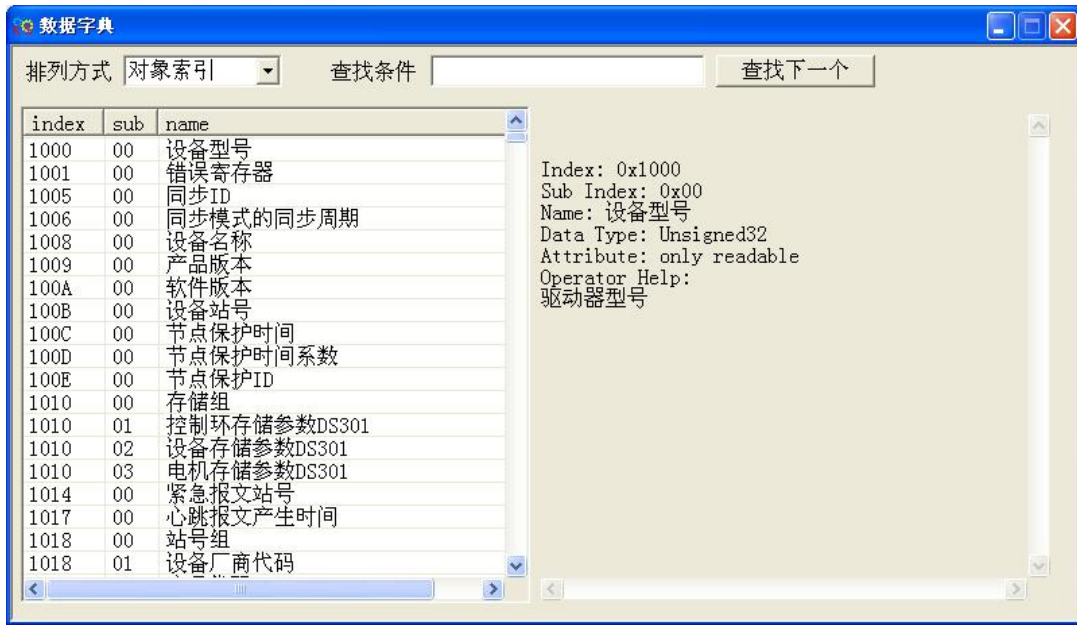 数据字典
排列方式 对象索引 查找条件 查找下一个
index sub name
1000 00 设备型号
1001 00 错误寄存器
1005 00 同步ID
1006 00 同步模式的同步周期
1008 00 设备名称
1009 00 产品版本
100A 00 软件版本
100B 00 设备站号
100C 00 节点保护时间
100D 00 节点保护时间系数
100E 00 节点保护ID
1010 00 存储组
1010 01 控制环存储参数DS301
1010 02 设备存储参数DS301
1010 03 电机存储参数DS301
1014 00 紧急报文站号
1017 00 心跳报文产生时间
1018 00 站号组
1018 01 设备厂商代码
Index: 0x1000
Sub Index: 0x00
Name: 设备型号
Data Type: Unsigned32
Attribute: only readable
Operator Help:
驱动器型号